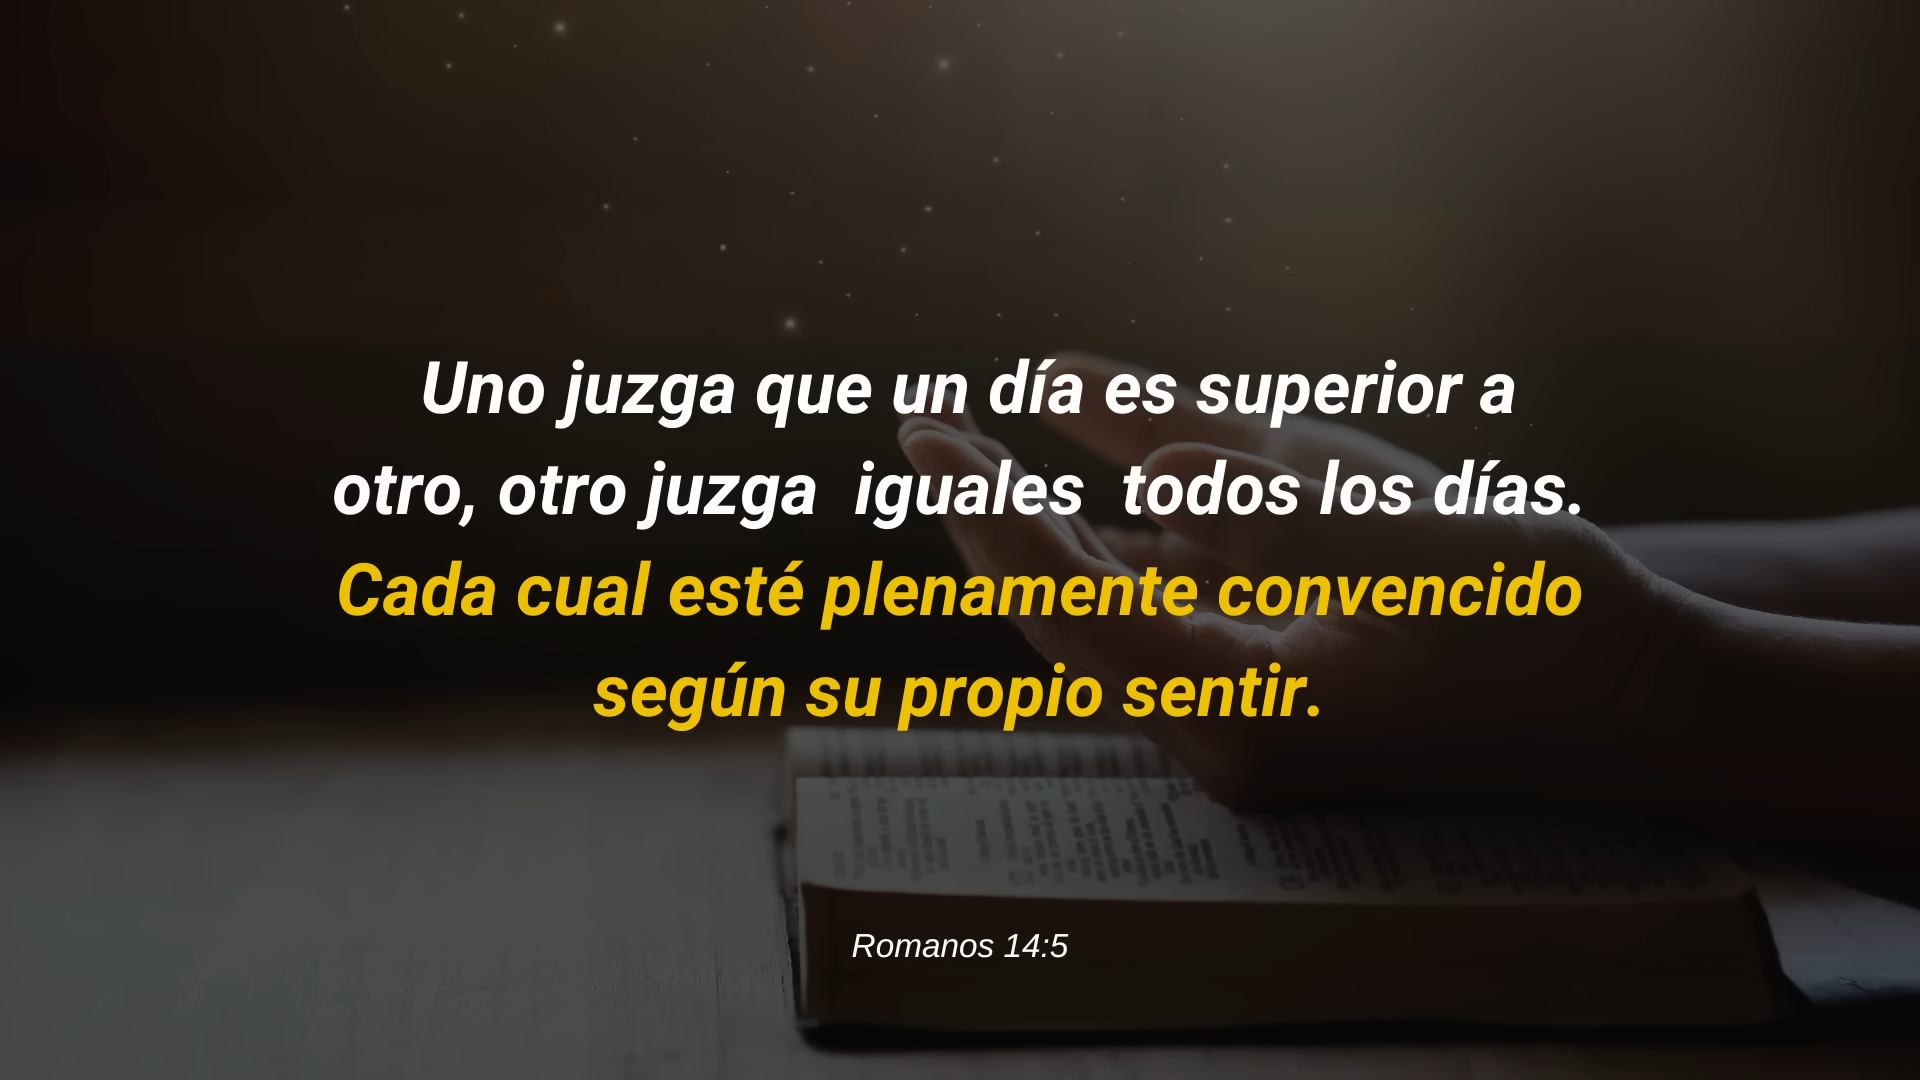 Uno juzga que un día es superior a
otro, otro juzga  iguales  todos los días.
Cada cual esté plenamente convencido
según su propio sentir.
Romanos 14:5